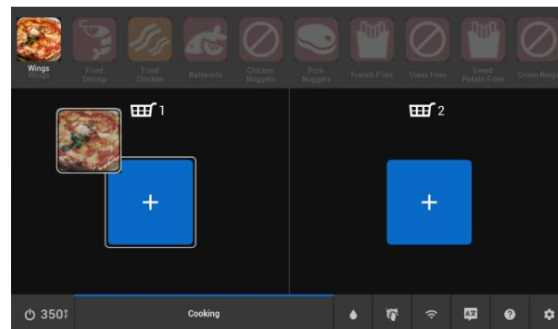 Wings
Wings
Fried Shrimp
Fried Chicken
Chicken Nuggets
Pork Nuggets
French Fries
Steak Fries
Sweet Potato Fries
Onion Rings
1
2
+
+
350°F
Cooking